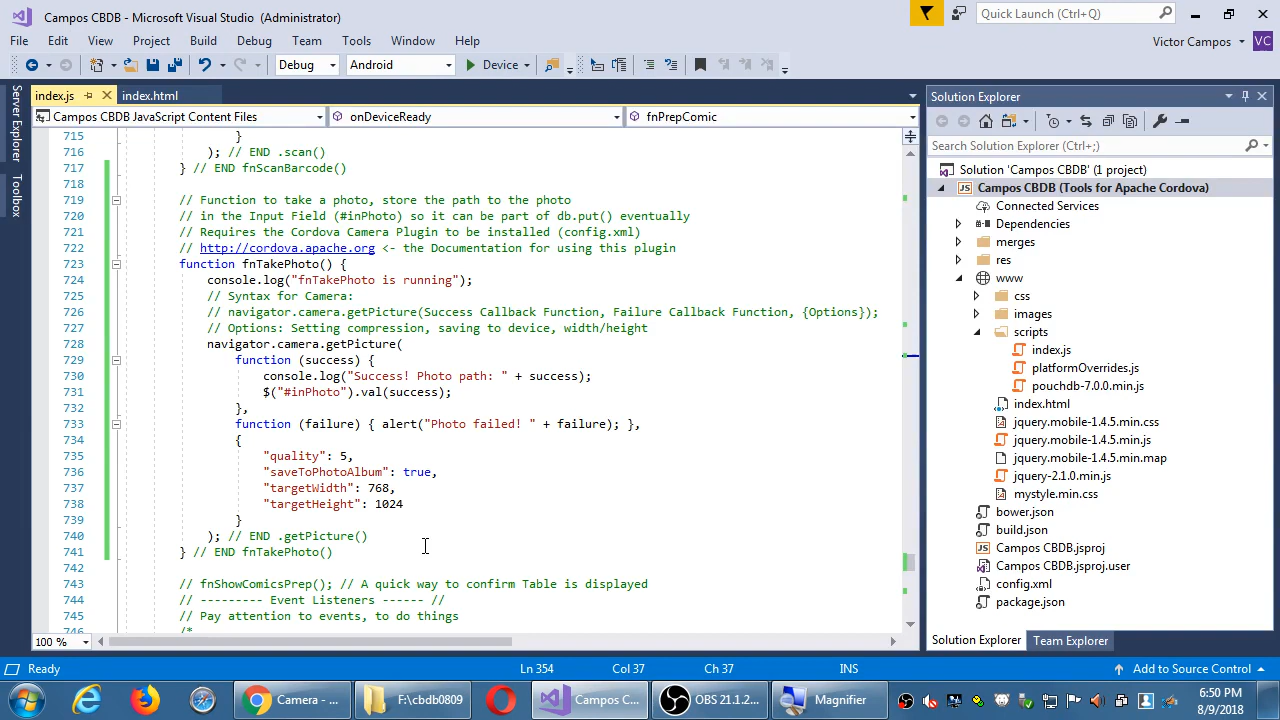 Campos CBDB - Microsoft Visual Studio (Administrator)
Quick Launch (Ctrl+;)
File Edit View Project Build Debug Team Tools Window Help
Victor Campos VC
Debug Android Device
index.js index.html
Campos CBDB JavaScript Content Files onDeviceReady fnPrepComic
Server Explorer
Toolbox
715 }
716 ); // END .scan()
717 } // END fnScanBarcode()
718
719 // Function to take a photo, store the path to the photo
720 // in the Input Field (#inPhoto) so it can be part of db.put() eventually
721 // Requires the Cordova Camera Plugin to be installed (config.xml)
722 // http://cordova.apache.org <- the Documentation for using this plugin
723 function fnTakePhoto() {
724 console.log("fnTakePhoto is running");
725 // Syntax for Camera:
726 // navigator.camera.getPicture(Success Callback Function, Failure Callback Function, {Options});
727 // Options: Setting compression, saving to device, width/height
728 navigator.camera.getPicture(
729 function (success) {
730 console.log("Success! Photo path: " + success);
731 $("#inPhoto").val(success);
732 },
733 function (failure) { alert("Photo failed! " + failure); },
734 {
735 "quality": 5,
736 "saveToPhotoAlbum": true,
737 "targetWidth": 768,
738 "targetHeight": 1024
739 }
740 ); // END .getPicture()
741 } // END fnTakePhoto()
742
743 // fnShowComicsPrep(); // A quick way to confirm Table is displayed
744 // -------- Event Listeners ------ //
745 // Pay attention to events, to do things
746 /*
100 %
Solution Explorer
Search Solution Explorer (Ctrl+;)
Solution 'Campos CBDB' (1 project)
JS Campos CBDB (Tools for Apache Cordova)
Connected Services
Dependencies
merges
res
www
css
images
scripts
index.js
platformOverrides.js
pouchdb-7.0.0.min.js
index.html
jquery.mobile-1.4.5.min.css
jquery.mobile-1.4.5.min.js
jquery.mobile-1.4.5.min.map
jquery-2.1.0.min.js
mystyle.min.css
bower.json
build.json
Campos CBDB.jsproj
Campos CBDB.jsproj.user
config.xml
package.json
Solution Explorer Team Explorer
Ready Ln 354 Col 37 Ch 37 INS Add to Source Control
Camera - ... F:\cbdb0809 Campos C... OBS 21.1.2... Magnifier
6:50 PM
8/9/2018